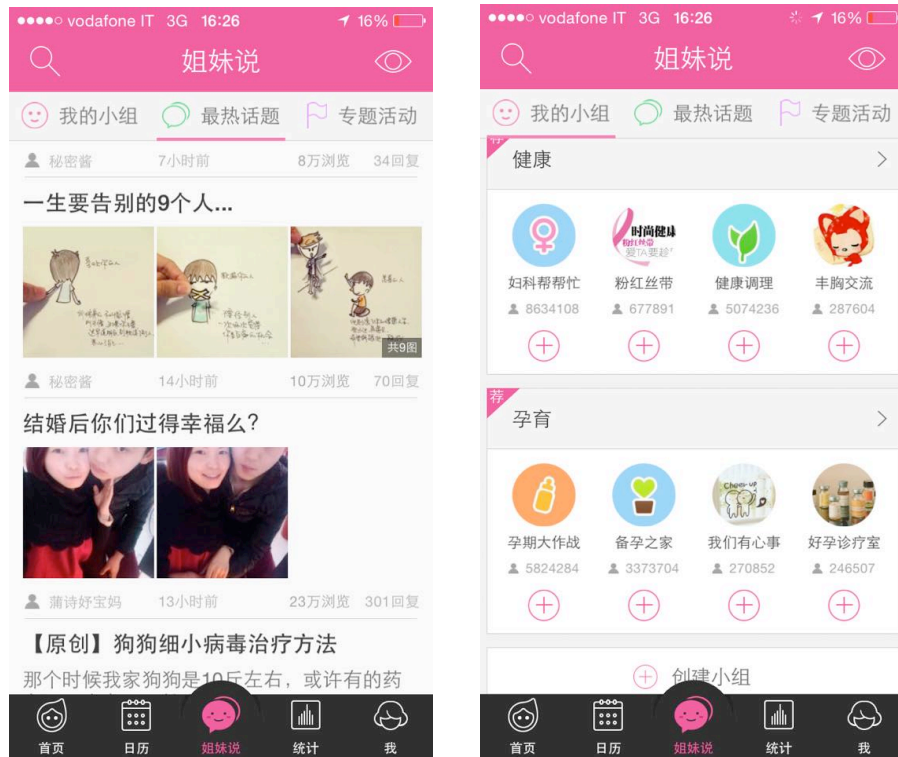 vodafone IT 3G 16:26 16%
姐妹说
我的小组 最热话题 专题活动
秘密酱 7小时前 8万浏览 34回复
一生要告别的9个人...
共9图
秘密酱 14小时前 10万浏览 70回复
结婚后你们过得幸福么?
蒲诗妤宝妈 13小时前 23万浏览 301回复
【原创】狗狗细小病毒治疗方法
那个时候我家狗狗是10斤左右，或许有的药
首页 日历 姐妹说 统计 我
vodafone IT 3G 16:26 16%
姐妹说
我的小组 最热话题 专题活动
健康
时尚健康
粉红丝带
妇科帮帮忙 粉红丝带 健康调理 丰胸交流
8634108 677891 5074236 287604
荐
孕育
Cheer up
孕期大作战 备孕之家 我们有心事 好孕诊疗室
5824284 3373704 270852 246507
创建小组
首页 日历 姐妹说 统计 我